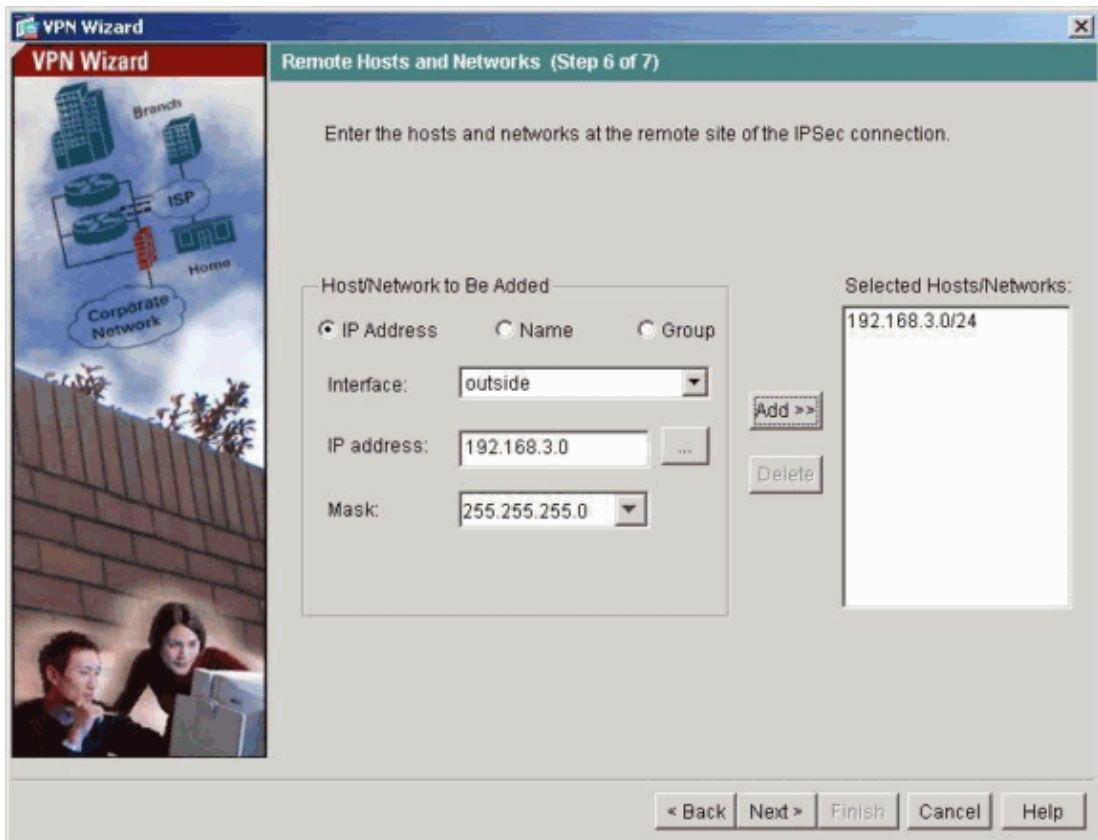 VPN Wizard
VPN Wizard
Remote Hosts and Networks (Step 6 of 7)
Branch
ISP
Home
Corporate
Network
Enter the hosts and networks at the remote site of the IPSec connection.
Host/Network to Be Added
IP Address Name Group
Interface: outside
IP address: 192.168.3.0 ...
Mask: 255.255.255.0
Add >>
Delete
Selected Hosts/Networks:
192.168.3.0/24
< Back Next > Finish Cancel Help